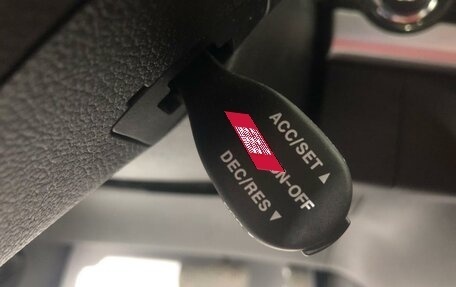 ACC/SET▲
ON-OFF
DEC/RES▼